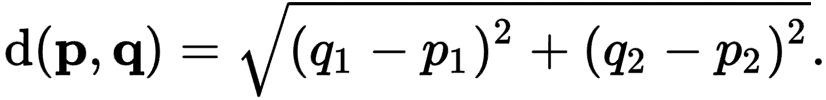 d(𝐩, 𝐪) = √((q₁ − p₁)² + (q₂ − p₂)²).